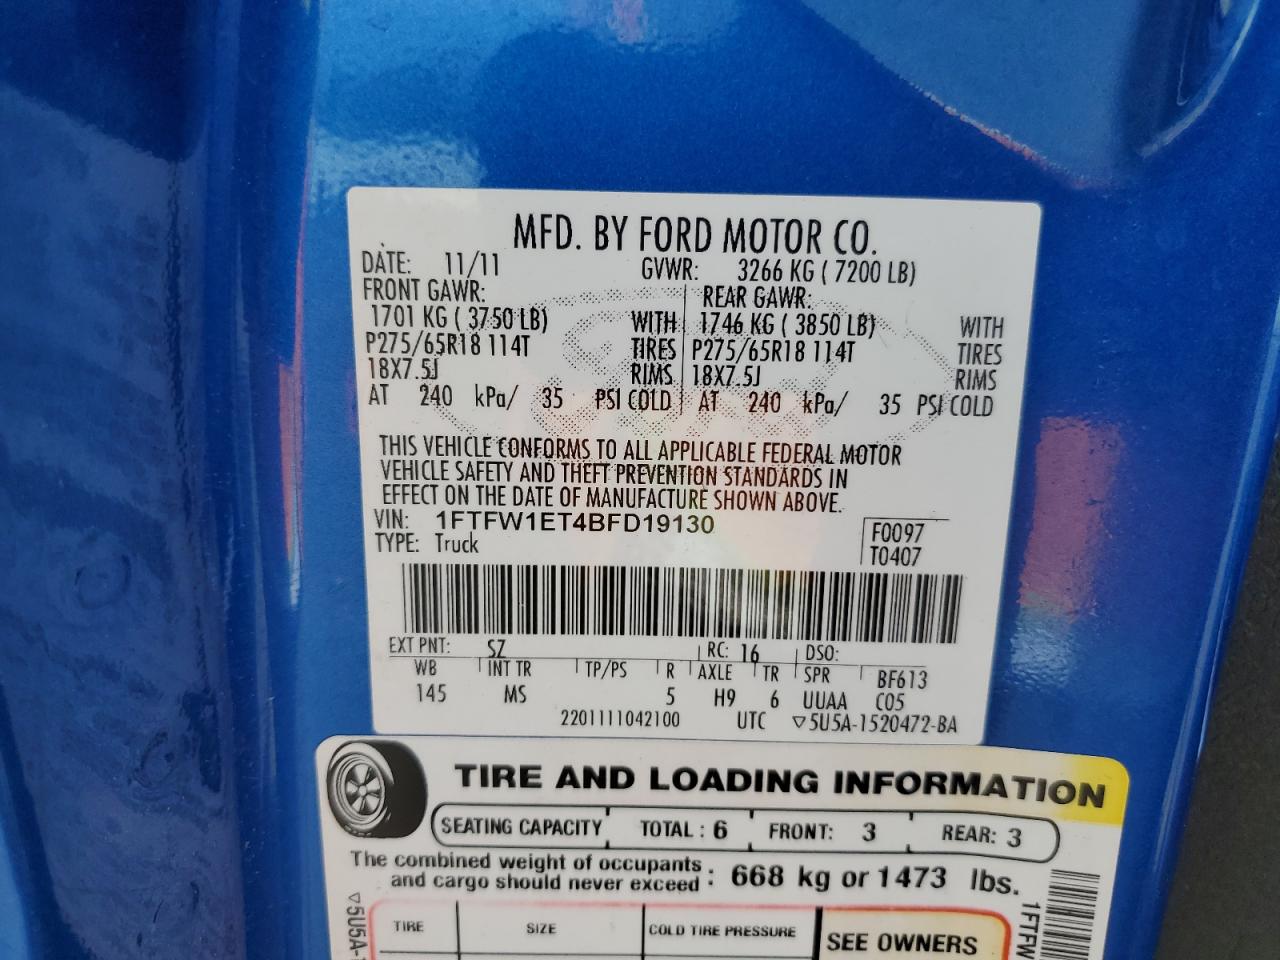 MFD. BY FORD MOTOR CO.
DATE: 11/11 GVWR: 3266 KG ( 7200 LB)
FRONT GAWR: REAR GAWR:
1701 KG ( 3750 LB) WITH 1746 KG ( 3850 LB) WITH
P275/65R18 114T TIRES P275/65R18 114T TIRES
18X7.5J RIMS 18X7.5J RIMS
AT 240 kPa/ 35 PSI COLD AT 240 kPa/ 35 PSI COLD
THIS VEHICLE CONFORMS TO ALL APPLICABLE FEDERAL MOTOR
VEHICLE SAFETY AND THEFT PREVENTION STANDARDS IN
EFFECT ON THE DATE OF MANUFACTURE SHOWN ABOVE.
VIN: 1FTFW1ET4BFD19130 F0097
TYPE: Truck T0407
EXT PNT: SZ RC: 16 DSO:
WB INT TR TP/PS R AXLE TR SPR BF613
145 MS 5 H9 6 UUAA C05
2201111042100 UTC ▽5U5A-1520472-BA
TIRE AND LOADING INFORMATION
SEATING CAPACITY TOTAL : 6 FRONT: 3 REAR: 3
The combined weight of occupants
and cargo should never exceed : 668 kg or 1473 lbs.
TIRE SIZE COLD TIRE PRESSURE SEE OWNERS
▽5U5A-
1FTFW